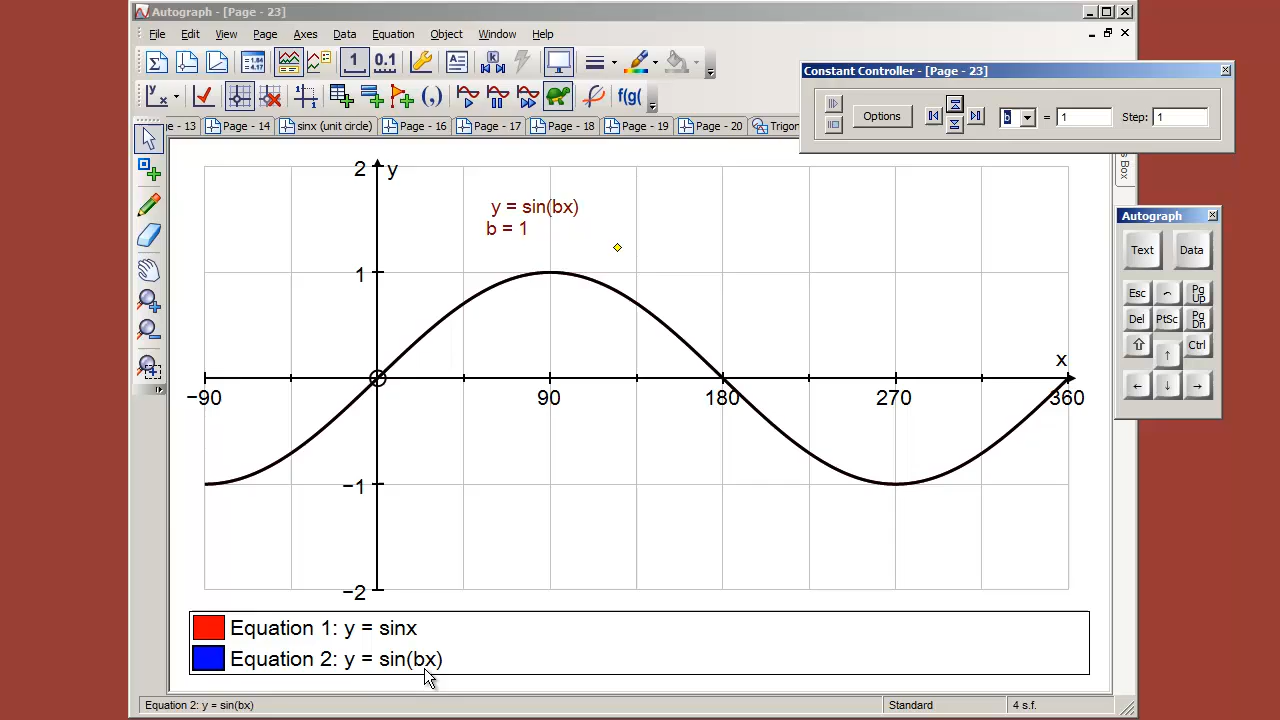 Autograph - [Page - 23]
File Edit View Page Axes Data Equation Object Window Help
Constant Controller - [Page - 23]
Options b = 1 Step: 1
e - 13 Page - 14 sinx (unit circle) Page - 16 Page - 17 Page - 18 Page - 19 Page - 20 Trigon
s Box
2 y
y = sin(bx)
b = 1
1
x
−90 90 180 270 360
−1
−2
Autograph
Text Data
Esc Pg Up
Del PtSc Pg Dn
Ctrl
Equation 1: y = sinx
Equation 2: y = sin(bx)
Equation 2: y = sin(bx) Standard 4 s.f.